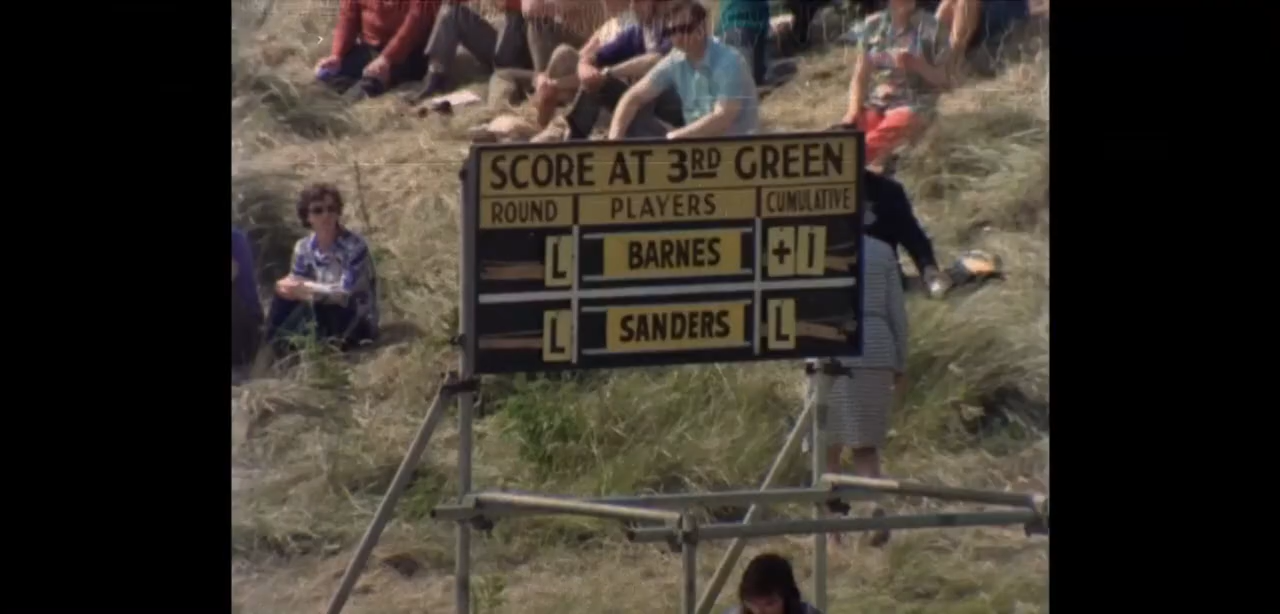 SCORE AT 3RD GREEN
ROUND PLAYERS CUMULATIVE
L BARNES +1
L SANDERS L